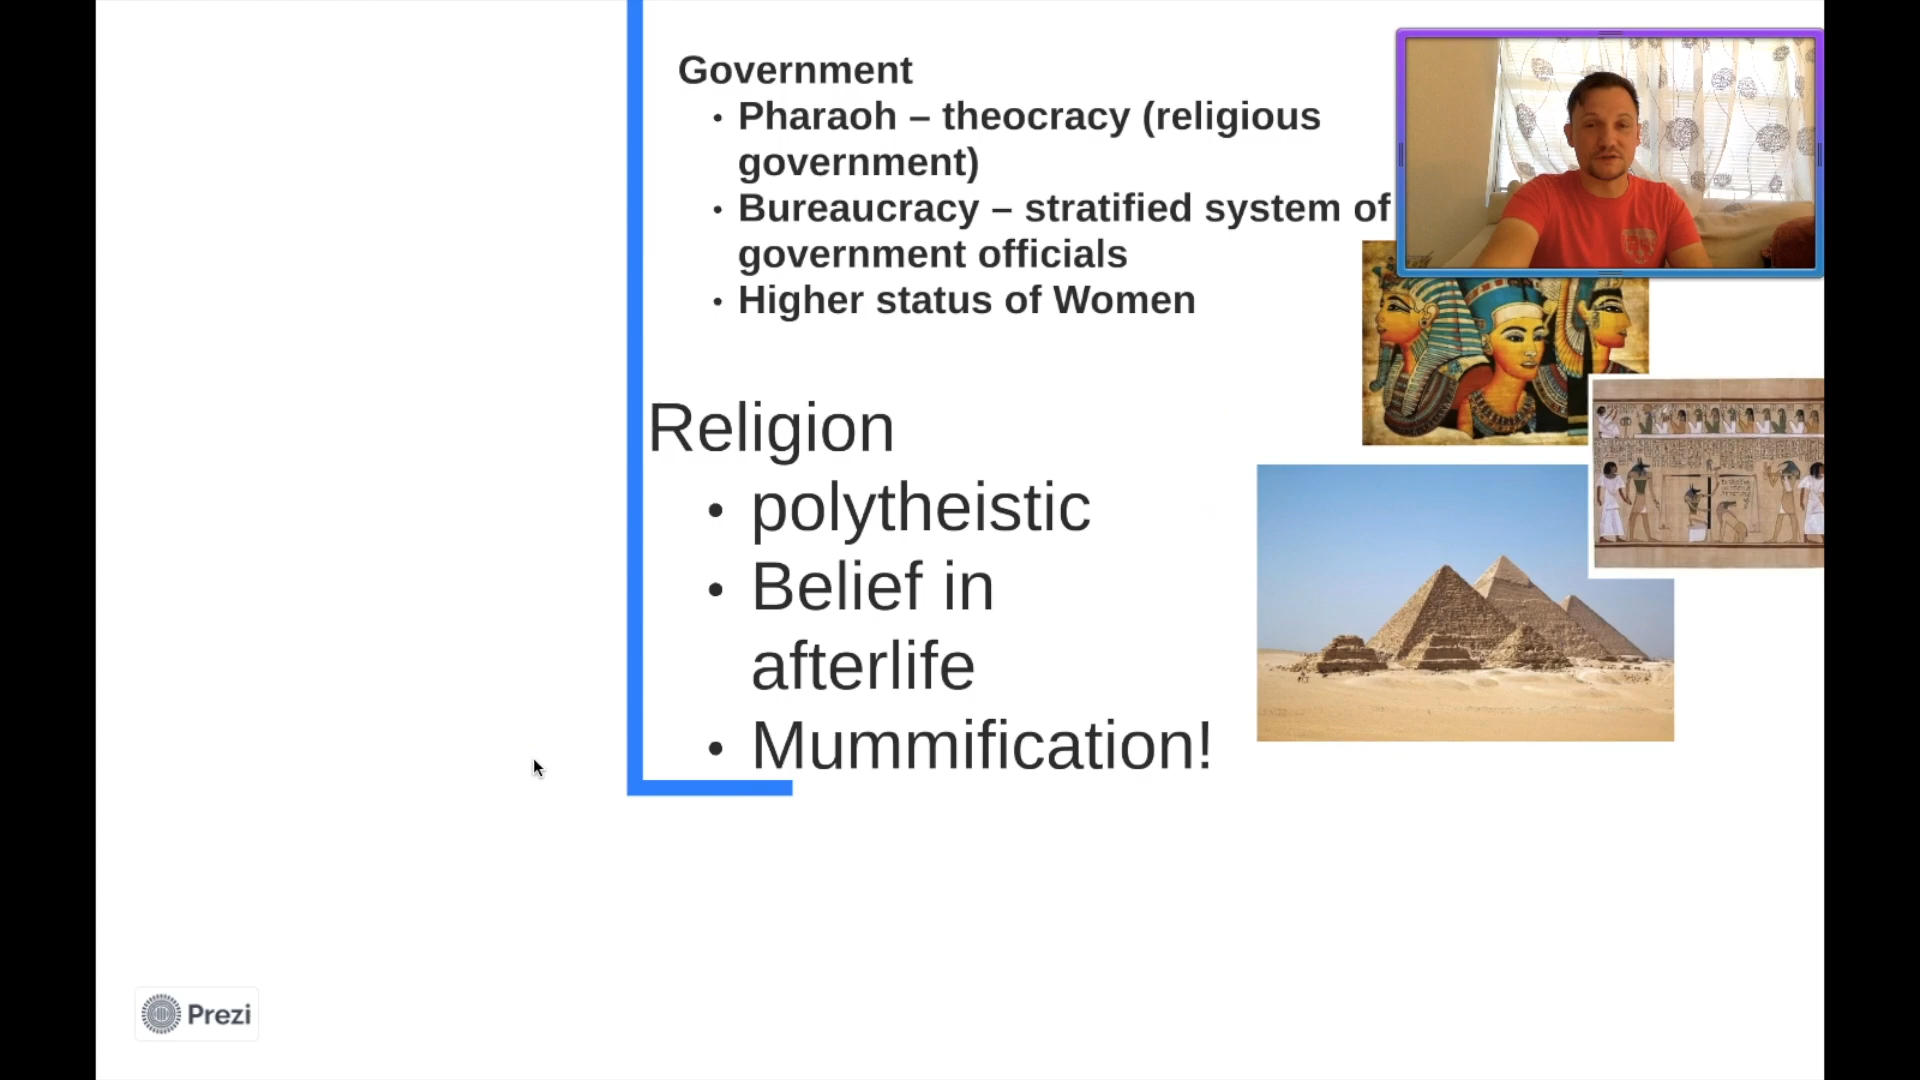 Government
• Pharaoh – theocracy (religious
government)
• Bureaucracy – stratified system of
government officials
• Higher status of Women
Religion
• polytheistic
• Belief in
afterlife
• Mummification!
Prezi